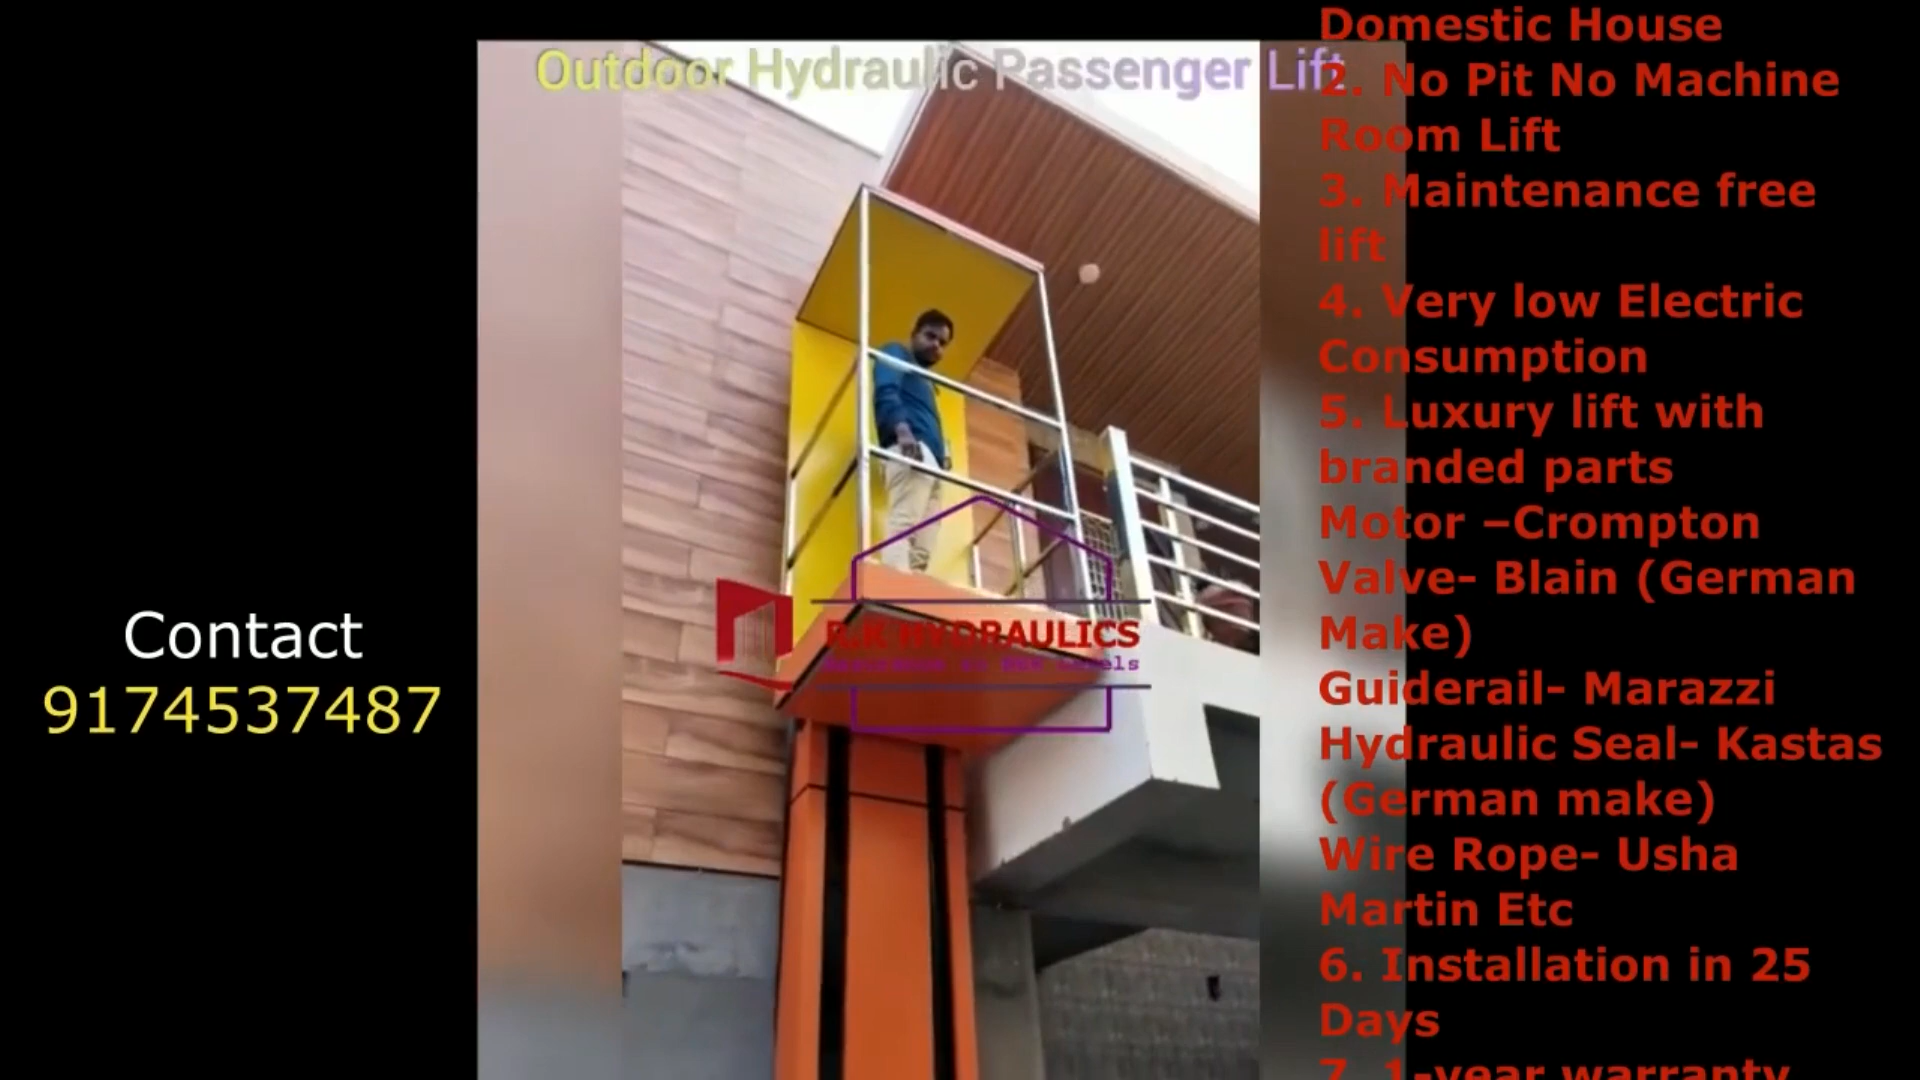 Outdoor Hydraulic Passenger Lift
Contact
9174537487
R.K HYDRAULICS
Domestic House
2. No Pit No Machine
Room Lift
3. Maintenance free
lift
4. Very low Electric
Consumption
5. Luxury lift with
branded parts
Motor –Crompton
Valve- Blain (German
Make)
Guiderail- Marazzi
Hydraulic Seal- Kastas
(German make)
Wire Rope- Usha
Martin Etc
6. Installation in 25
Days
7. 1-year warranty